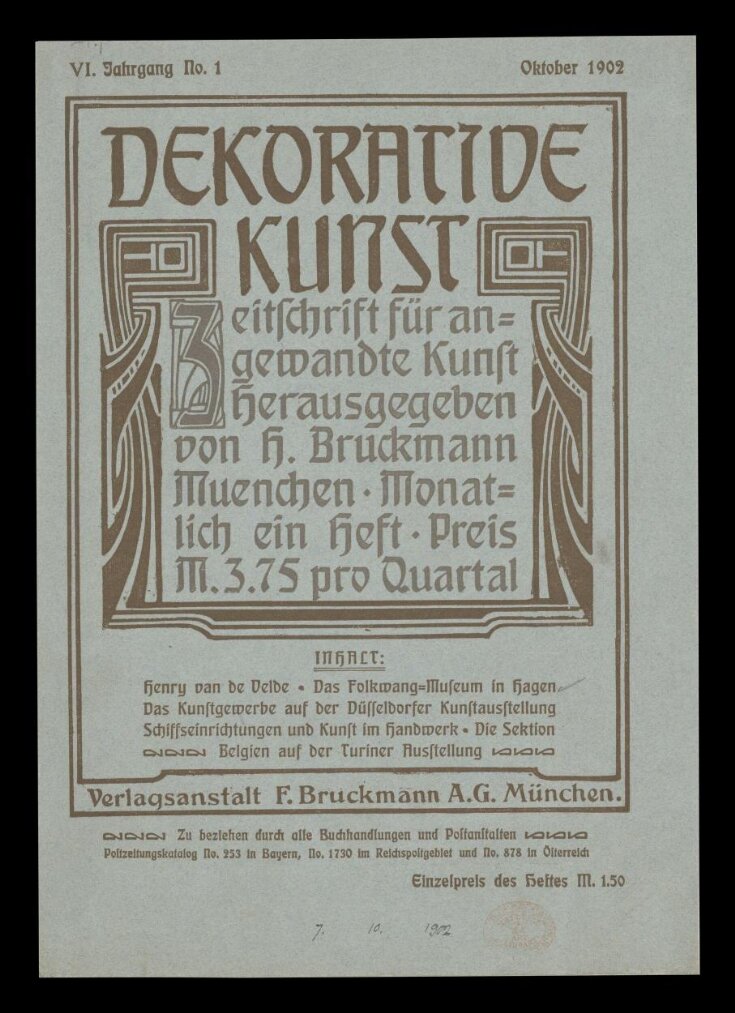 VI. Jahrgang No. 1
Oktober 1902
DEKORATIVE
KUNST
Zeitſchrift für an=
gewandte Kunſt
Herausgegeben
von H. Bruckmann
Muenchen · Monat=
lich ein Heft · Preis
M. 3.75 pro Quartal
INHALT:
Henry van de Velde • Das Folkwang=Muſeum in Hagen
Das Kunſtgewerbe auf der Düſſeldorfer Kunſtausſtellung
Schiffseinrichtungen und Kunſt im Handwerk • Die Sektion
Belgien auf der Turiner Ausſtellung
Verlagsanstalt F. Bruckmann A.G. München.
Zu beziehen durch alle Buchhandlungen und Poſtanſtalten
Poſtzeitungskatalog No. 253 in Bayern, No. 1730 im Reichspoſtgebiet und No. 878 in Öſterreich
Einzelpreis des Heftes M. 1.50
7. 10. 1902